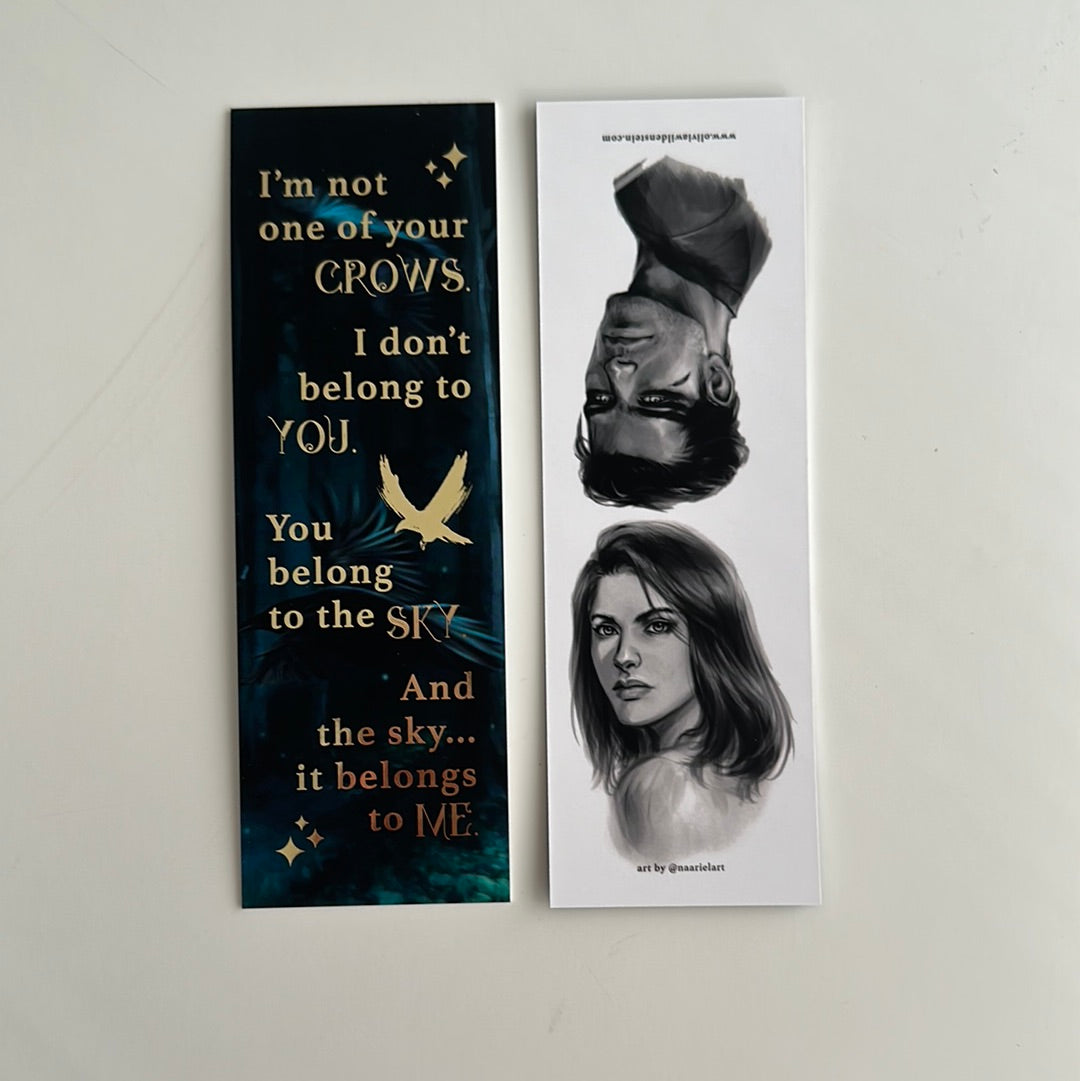 I'm not
one of your
CROWS.
I don't
belong to
YOU.
You
belong
to the SKY.
And
the sky...
it belongs
to ME.
www.oliviawildenstein.com
art by @naarielart